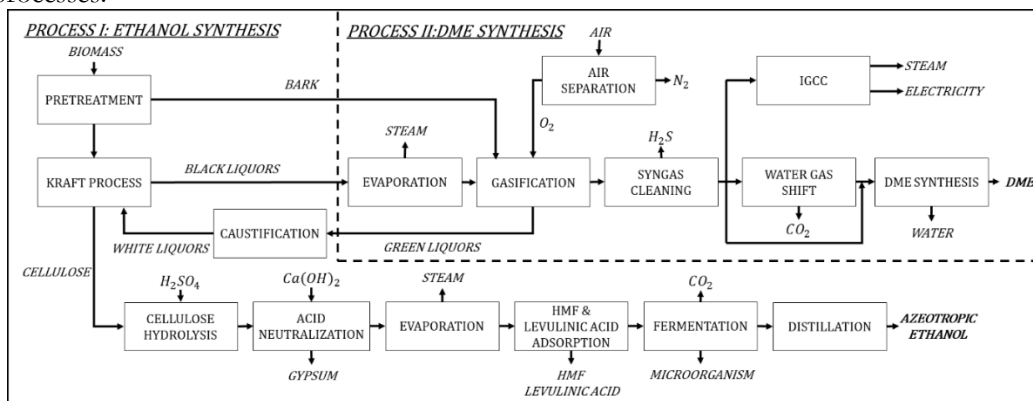 processes.
PROCESS I: ETHANOL SYNTHESIS
PROCESS II:DME SYNTHESIS
BIOMASS
AIR
PRETREATMENT
BARK
AIR
SEPARATION
N₂
IGCC
STEAM
ELECTRICITY
O₂
STEAM
H₂S
KRAFT PROCESS
BLACK LIQUORS
EVAPORATION
GASIFICATION
SYNGAS
CLEANING
WATER GAS
SHIFT
DME SYNTHESIS
DME
CO₂
WATER
WHITE LIQUORS
CAUSTIFICATION
GREEN LIQUORS
CELLULOSE
H₂SO₄
Ca(OH)₂
STEAM
CO₂
CELLULOSE
HYDROLYSIS
ACID
NEUTRALIZATION
EVAPORATION
HMF &
LEVULINIC ACID
ADSORPTION
FERMENTATION
DISTILLATION
AZEOTROPIC
ETHANOL
GYPSUM
HMF
LEVULINIC ACID
MICROORGANISM